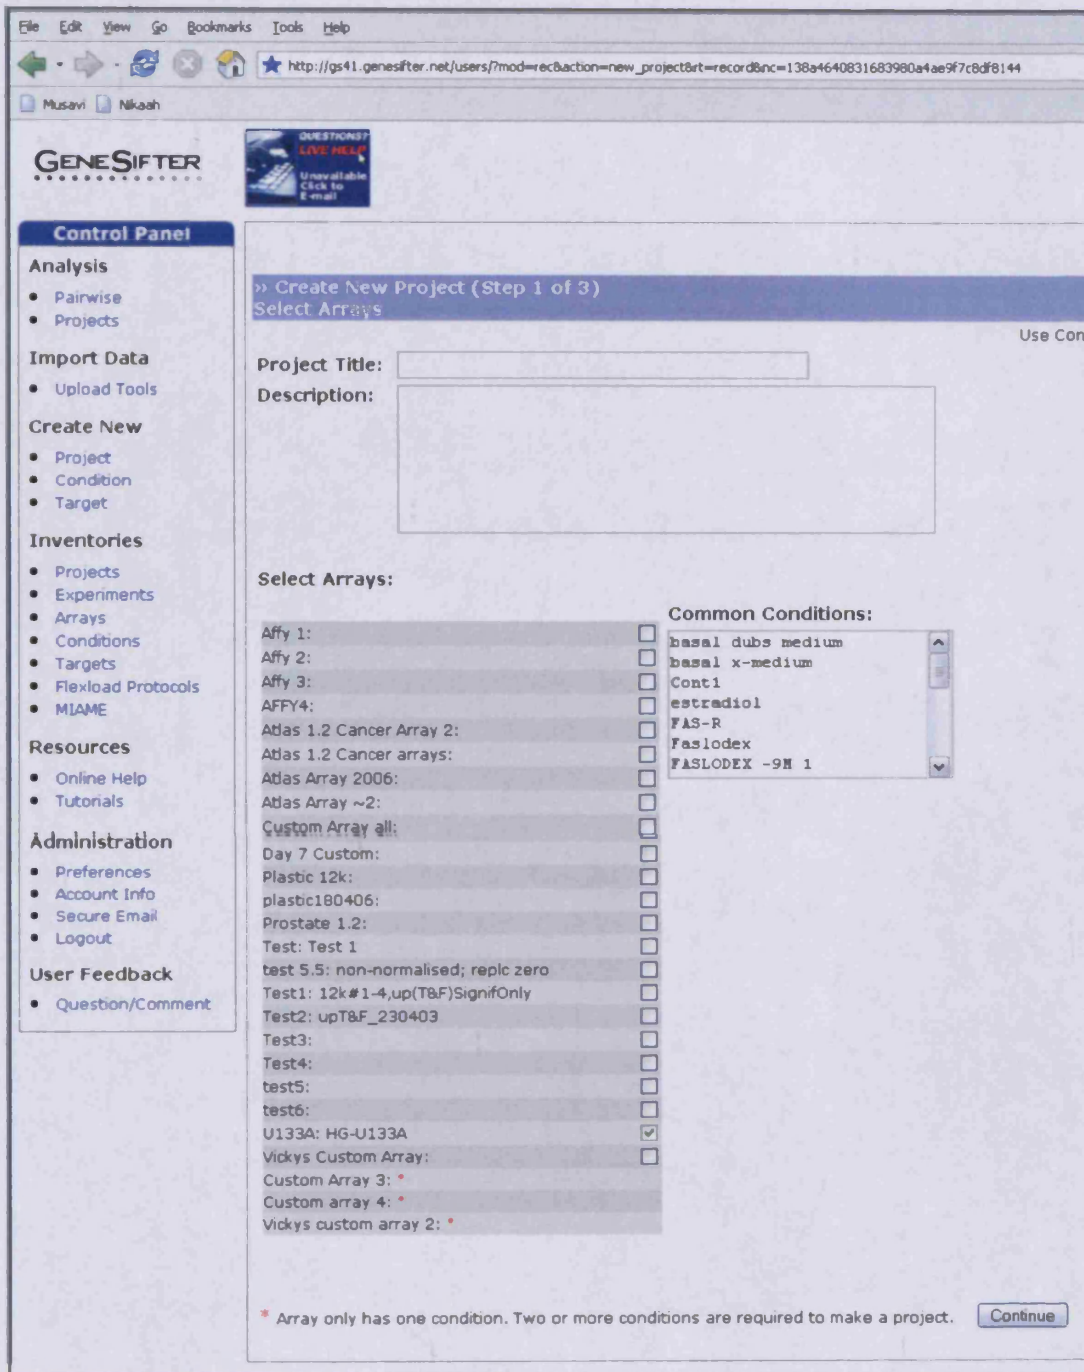 File Edit View Go Bookmarks Tools Help
http://gs41.genesifter.net/users/?mod=rec&action=new_project&rt=record&nc=138a4640831683980a4ae9f7c8df8144
Musavi Nikaah
GENESIFTER
QUESTIONS?
LIVE HELP
Unavailable
Click to
E-mail
Control Panel
Analysis
Pairwise
Projects
Import Data
Upload Tools
Create New
Project
Condition
Target
Inventories
Projects
Experiments
Arrays
Conditions
Targets
Flexload Protocols
MIAME
Resources
Online Help
Tutorials
Administration
Preferences
Account Info
Secure Email
Logout
User Feedback
Question/Comment
» Create New Project (Step 1 of 3)
Select Arrays
Use Con
Project Title:
Description:
Select Arrays:
Affy 1:
Affy 2:
Affy 3:
AFFY4:
Atlas 1.2 Cancer Array 2:
Atlas 1.2 Cancer arrays:
Atlas Array 2006:
Atlas Array ~2:
Custom Array all:
Day 7 Custom:
Plastic 12k:
plastic180406:
Prostate 1.2:
Test: Test 1
test 5.5: non-normalised; replc zero
Test1: 12k#1-4,up(T&F)SignifOnly
Test2: upT&F_230403
Test3:
Test4:
test5:
test6:
U133A: HG-U133A
Vickys Custom Array:
Custom Array 3: *
Custom array 4: *
Vickys custom array 2: *
Common Conditions:
basal dubs medium
basal x-medium
Cont1
estradiol
FAS-R
Faslodex
FASLODEX -9M 1
* Array only has one condition. Two or more conditions are required to make a project.
Continue